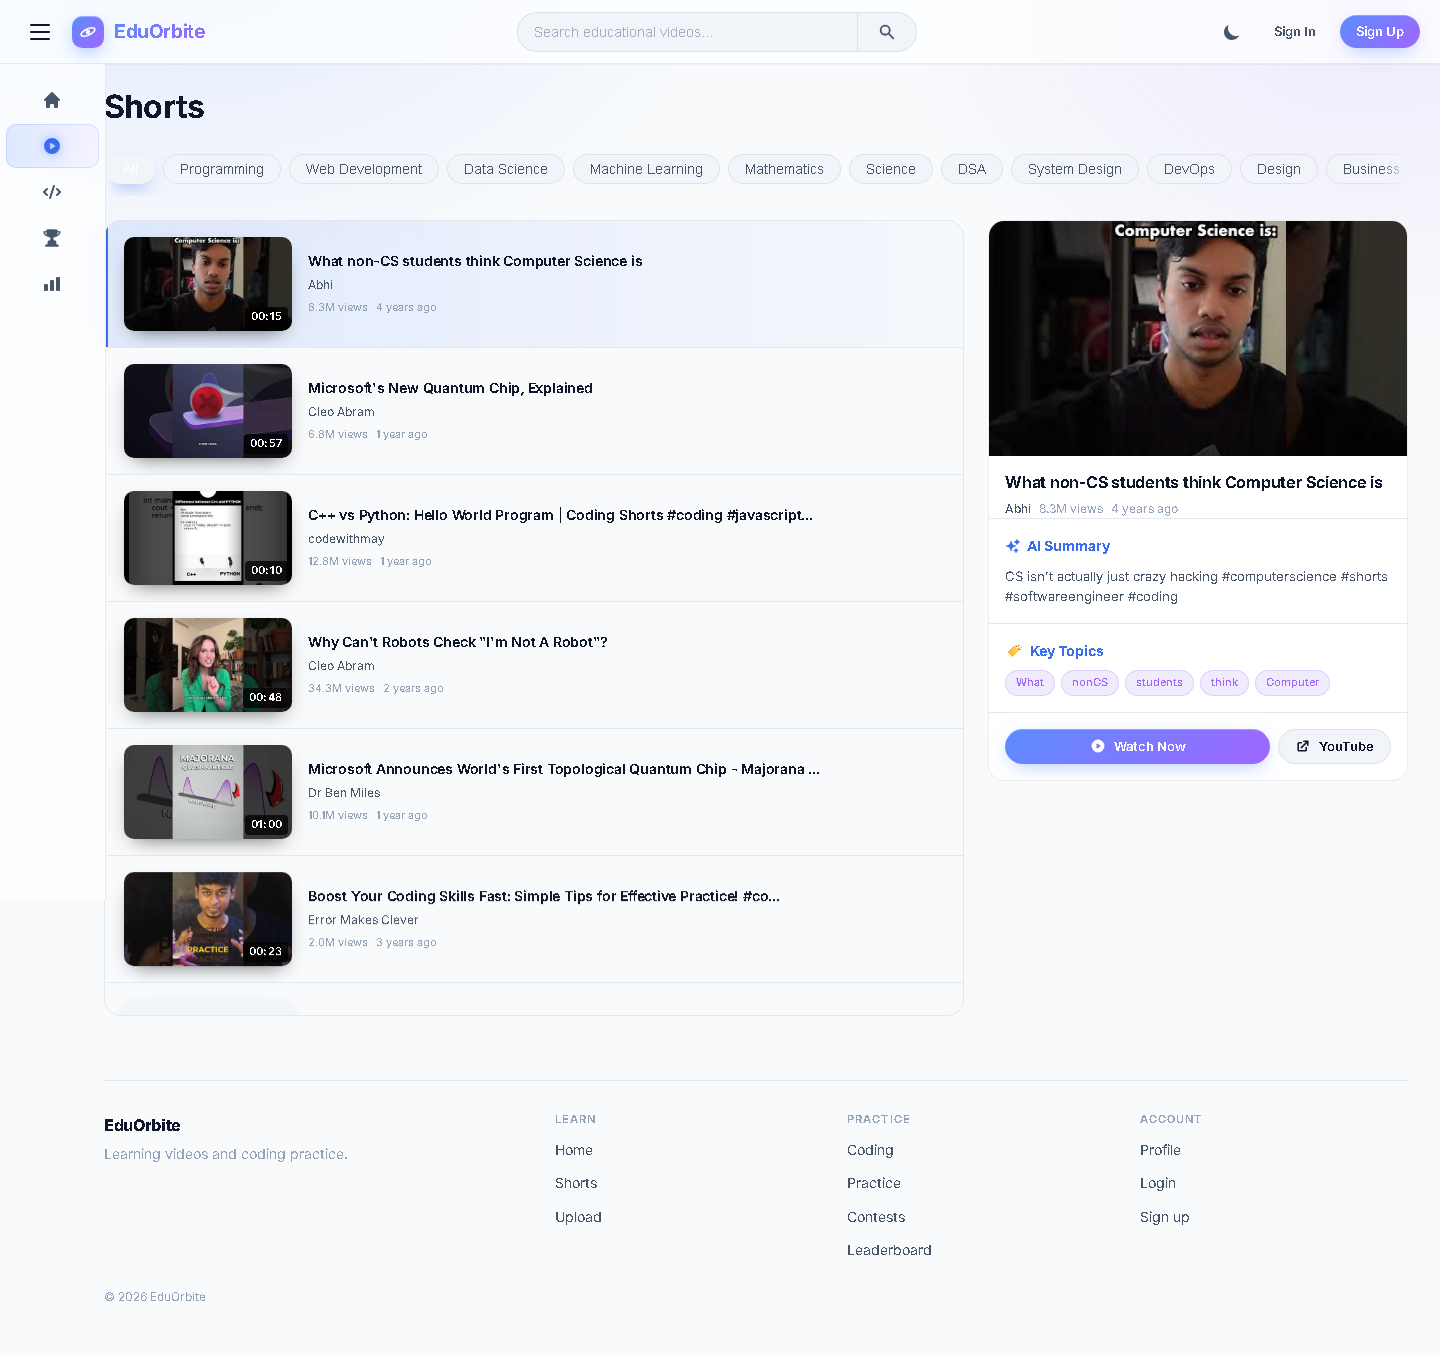 EduOrbite
Search educational videos...
Sign In
Sign Up
Shorts
All
Programming
Web Development
Data Science
Machine Learning
Mathematics
Science
DSA
System Design
DevOps
Design
Business
Computer Science is:
00:15
What non-CS students think Computer Science is
Abhi
8.3M views 4 years ago
00:57
Microsoft's New Quantum Chip, Explained
Cleo Abram
6.8M views 1 year ago
Difference between C++ and PYTHON
C++
PYTHON
00:10
C++ vs Python: Hello World Program | Coding Shorts #coding #javascript...
codewithmay
12.8M views 1 year ago
00:48
Why Can't Robots Check "I'm Not A Robot"?
Cleo Abram
34.3M views 2 years ago
MAJORANA
01:00
Microsoft Announces World's First Topological Quantum Chip - Majorana ...
Dr Ben Miles
10.1M views 1 year ago
PRACTICE
00:23
Boost Your Coding Skills Fast: Simple Tips for Effective Practice! #co...
Error Makes Clever
2.0M views 3 years ago
Computer Science is:
What non-CS students think Computer Science is
Abhi 8.3M views 4 years ago
AI Summary
CS isn't actually just crazy hacking #computerscience #shorts
#softwareengineer #coding
Key Topics
What
nonCS
students
think
Computer
Watch Now
YouTube
EduOrbite
Learning videos and coding practice.
LEARN
Home
Shorts
Upload
PRACTICE
Coding
Practice
Contests
Leaderboard
ACCOUNT
Profile
Login
Sign up
© 2026 EduOrbite